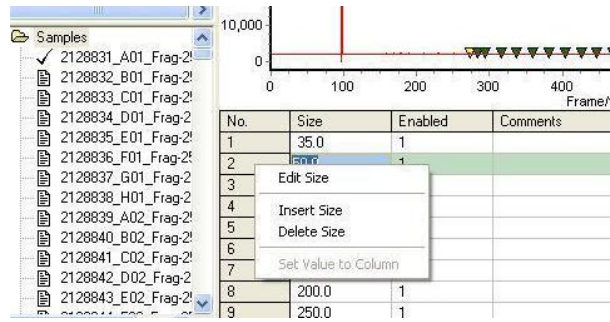 Samples
2128831_A01_Frag-2
2128832_B01_Frag-2
2128833_C01_Frag-2
2128834_D01_Frag-2
2128835_E01_Frag-2
2128836_F01_Frag-2
2128837_G01_Frag-2
2128838_H01_Frag-2
2128839_A02_Frag-2
2128840_B02_Frag-2
2128841_C02_Frag-2
2128842_D02_Frag-2
2128843_E02_Frag-2
10,000
0
0 100 200 300 400
Frame/
No. Size Enabled Comments
1 35.0 1
2 50.0 1
3
4
5
6
7
8 200.0 1
9 250.0 1
Edit Size
Insert Size
Delete Size
Set Value to Column